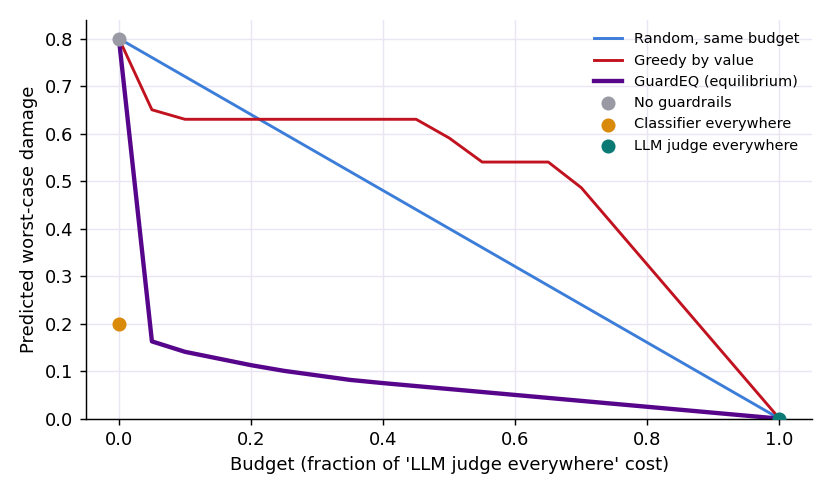 Random, same budget
Greedy by value
GuardEQ (equilibrium)
No guardrails
Classifier everywhere
LLM judge everywhere
Predicted worst-case damage
0.8
0.7
0.6
0.5
0.4
0.3
0.2
0.1
0.0
0.0 0.2 0.4 0.6 0.8 1.0
Budget (fraction of 'LLM judge everywhere' cost)